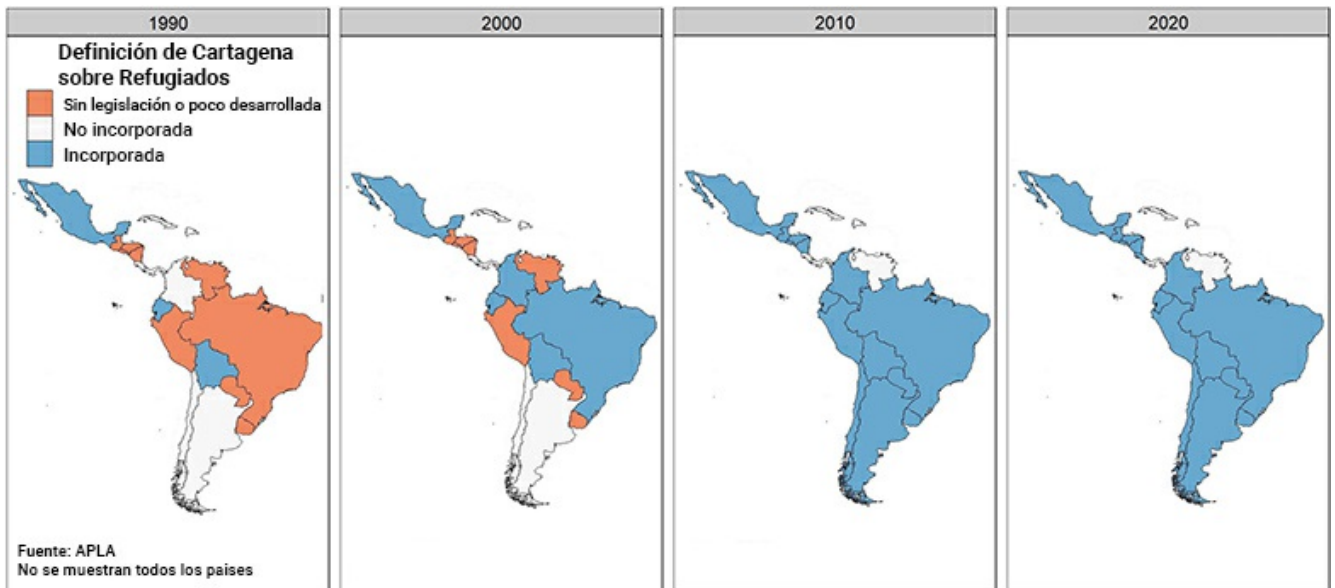 1990
2000
2010
2020
Definición de Cartagena
sobre Refugiados
Sin legislación o poco desarrollada
No incorporada
Incorporada
Fuente: APLA
No se muestran todos los paises